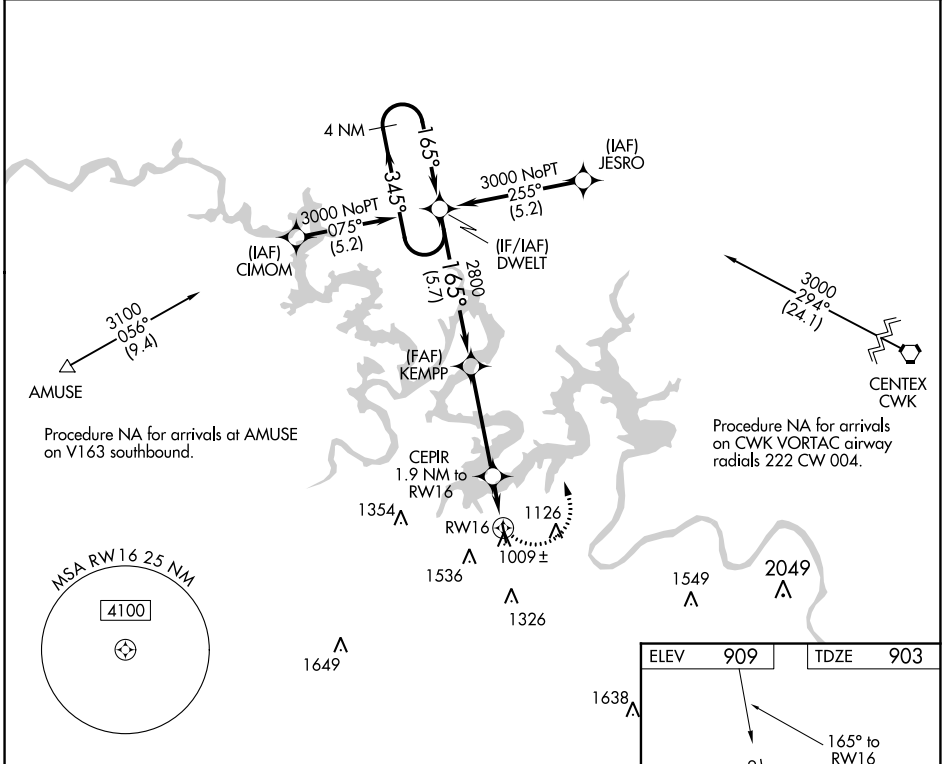 4 NM
165°
345°
(IAF)
JESRO
3000 NoPT
255°
(5.2)
3000 NoPT
075°
(5.2)
(IAF)
CIMOM
(IF/IAF)
DWELT
2800
165°
(5.7)
3000
294°
(24.1)
3100
056°
(9.4)
AMUSE
(FAF)
KEMPP
CENTEX
CWK
Procedure NA for arrivals at AMUSE
on V163 southbound.
Procedure NA for arrivals
on CWK VORTAC airway
radials 222 CW 004.
CEPIR
1.9 NM to
RW16
1354
RW16
1126
1009 ±
1536
1326
1549
2049
MSA RW16 25 NM
4100
1649
1638
ELEV 909
TDZE 903
165° to
RW16